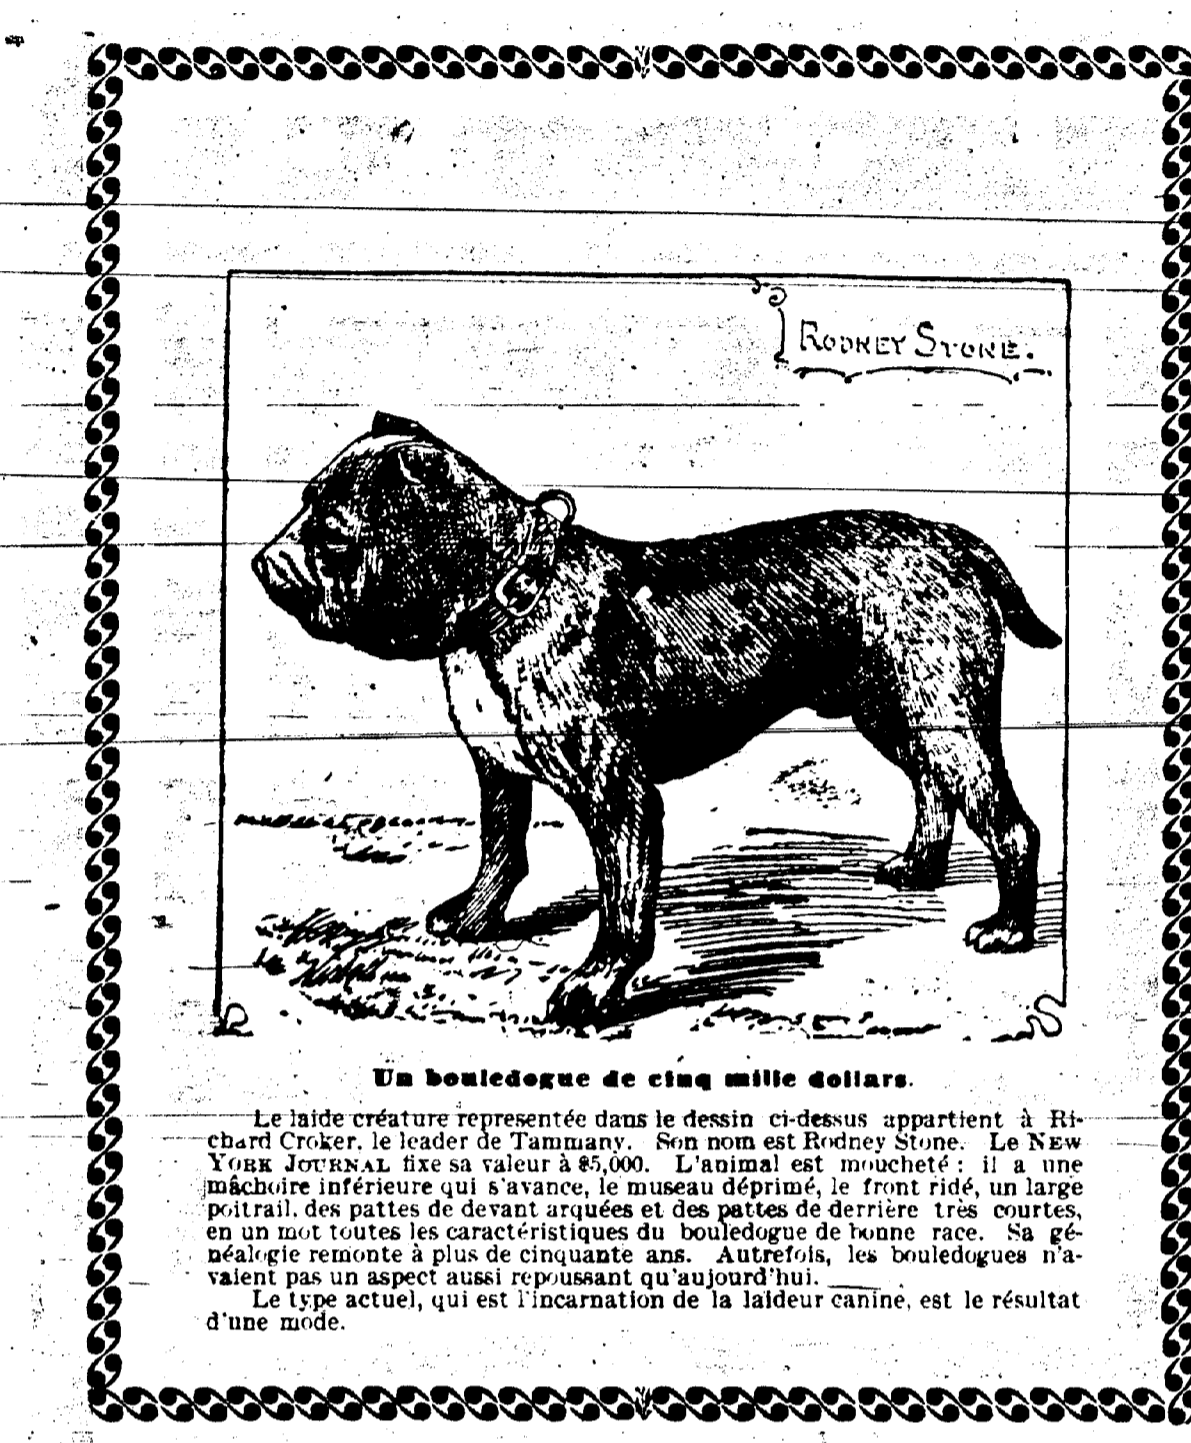 RODNEY STONE.
Un bouledogue de cinq mille dollars.
Le laide créature representée dans le dessin ci-dessus appartient à Ri-
chard Croker, le leader de Tammany. Son nom est Rodney Stone. Le NEW
YORK JOURNAL fixe sa valeur à $5,000. L'animal est moucheté : il a une
mâchoire inférieure qui s'avance, le museau déprimé, le front ridé, un large
poitrail, des pattes de devant arquées et des pattes de derrière très courtes,
en un mot toutes les caractéristiques du bouledogue de bonne race. Sa gé-
néalogie remonte à plus de cinquante ans. Autrefois, les bouledogues n'a-
vaient pas un aspect aussi repoussant qu'aujourd'hui.
Le type actuel, qui est l'incarnation de la laideur canine, est le résultat
d'une mode.